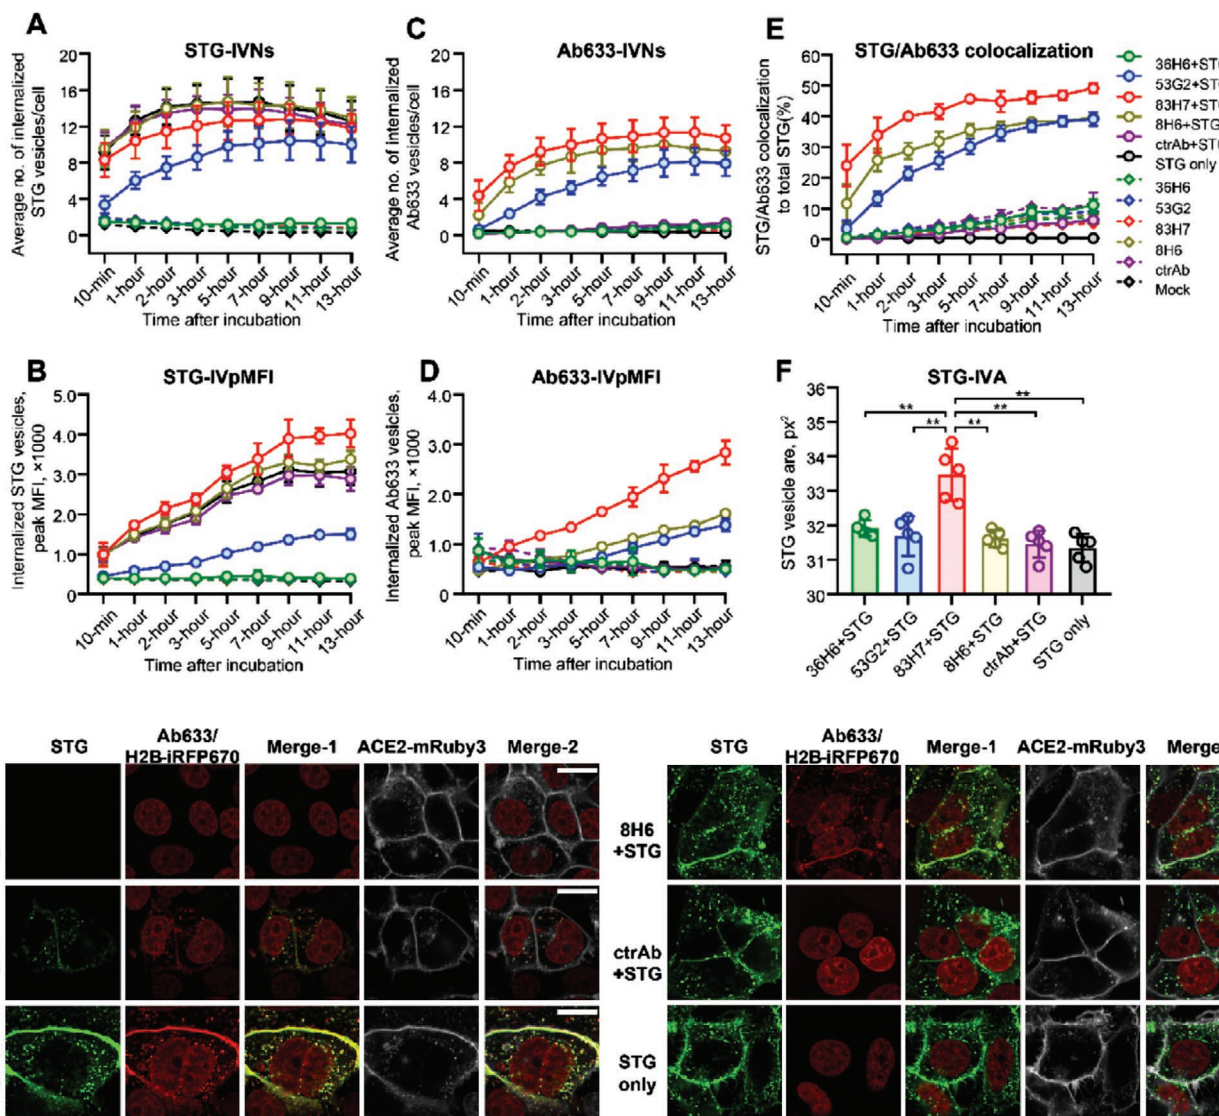 A
STG-IVNs
Average no. of internalized
STG vesicles/cell
20
16
12
8
4
0
10-min
1-hour
2-hour
3-hour
5-hour
7-hour
9-hour
11-hour
13-hour
Time after incubation
C
Ab633-IVNs
Average no. of internalized
Ab633 vesicles/cell
20
16
12
8
4
0
10-min
1-hour
2-hour
3-hour
5-hour
7-hour
9-hour
11-hour
13-hour
Time after incubation
E
STG/Ab633 colocalization
STG/Ab633 colocalization
to total STG(%)
60
50
40
30
20
10
0
10-min
1-hour
2-hour
3-hour
5-hour
7-hour
9-hour
11-hour
13-hour
Time after incubation
36H6+ST
53G2+ST
83H7+ST
8H6+STG
ctrAb+ST
STG only
36H6
53G2
83H7
8H6
ctrAb
Mock
B
STG-IVpMFI
Internalized STG vesicles,
peak MFI, ×1000
5.0
4.0
3.0
2.0
1.0
0
10-min
1-hour
2-hour
3-hour
5-hour
7-hour
9-hour
11-hour
13-hour
Time after incubation
D
Ab633-IVpMFI
Internalized Ab633 vesicles,
peak MFI, ×1000
4.0
3.0
2.0
1.0
0
10-min
1-hour
2-hour
3-hour
5-hour
7-hour
9-hour
11-hour
13-hour
Time after incubation
F
STG-IVA
STG vesicle are, px²
36
35
34
33
32
31
30
**
**
**
**
**
36H6+STG
53G2+STG
83H7+STG
8H6+STG
ctrAb+STG
STG only
STG
Ab633/
H2B-iRFP670
Merge-1
ACE2-mRuby3
Merge-2
STG
Ab633/
H2B-iRFP670
Merge-1
ACE2-mRuby3
Merge
8H6
+STG
ctrAb
+STG
STG
only